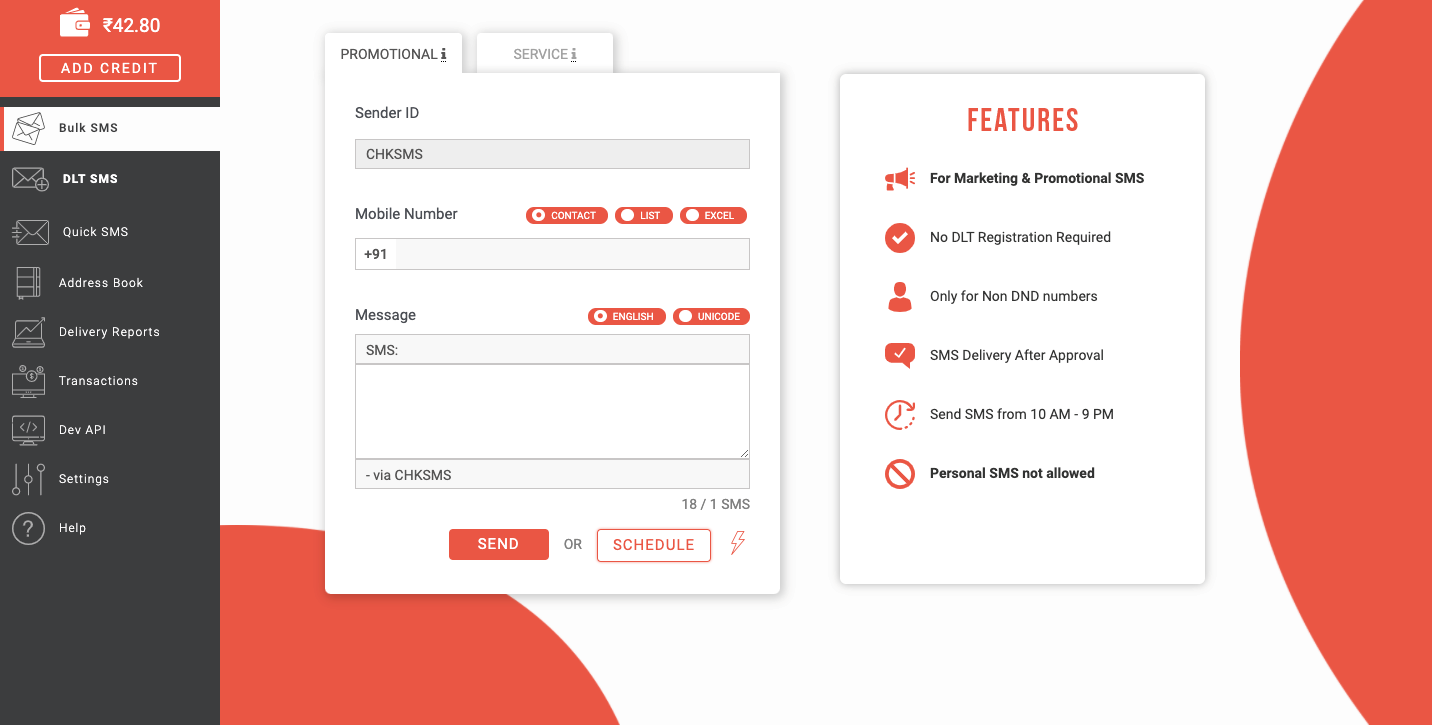 ₹42.80
ADD CREDIT
Bulk SMS
DLT SMS
Quick SMS
Address Book
Delivery Reports
Transactions
Dev API
Settings
Help
PROMOTIONAL i
SERVICE i
Sender ID
CHKSMS
Mobile Number
CONTACT LIST EXCEL
+91
Message
ENGLISH UNICODE
SMS:
- via CHKSMS
18 / 1 SMS
SEND OR SCHEDULE
FEATURES
For Marketing & Promotional SMS
No DLT Registration Required
Only for Non DND numbers
SMS Delivery After Approval
Send SMS from 10 AM - 9 PM
Personal SMS not allowed